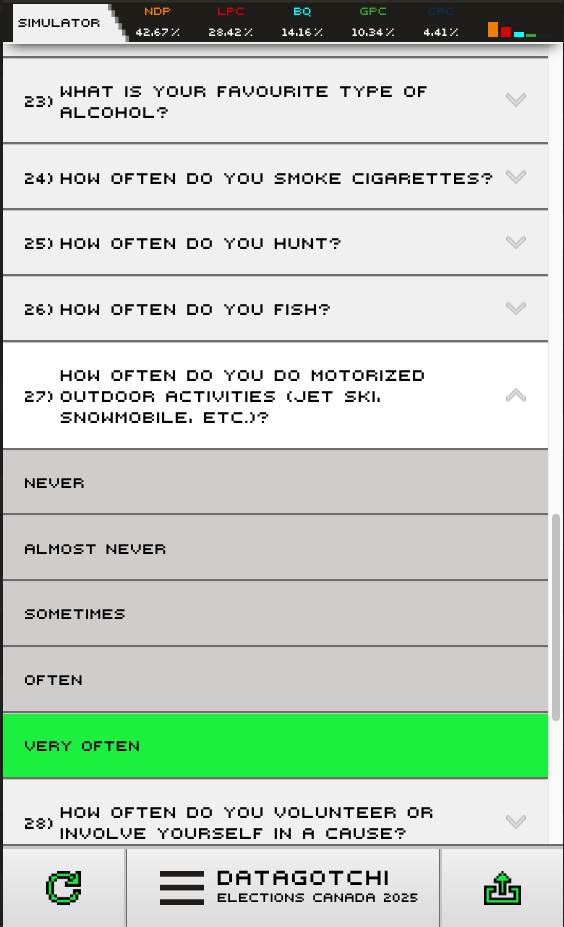 SIMULATOR
NDP LPC BQ GPC CPC
42.67% 28.42% 14.16% 10.34% 4.41%
23) WHAT IS YOUR FAVOURITE TYPE OF
ALCOHOL?
24) HOW OFTEN DO YOU SMOKE CIGARETTES?
25) HOW OFTEN DO YOU HUNT?
26) HOW OFTEN DO YOU FISH?
HOW OFTEN DO YOU DO MOTORIZED
27) OUTDOOR ACTIVITIES (JET SKI,
SNOWMOBILE, ETC.)?
NEVER
ALMOST NEVER
SOMETIMES
OFTEN
VERY OFTEN
28) HOW OFTEN DO YOU VOLUNTEER OR
INVOLVE YOURSELF IN A CAUSE?
DATAGOTCHI
ELECTIONS CANADA 2025